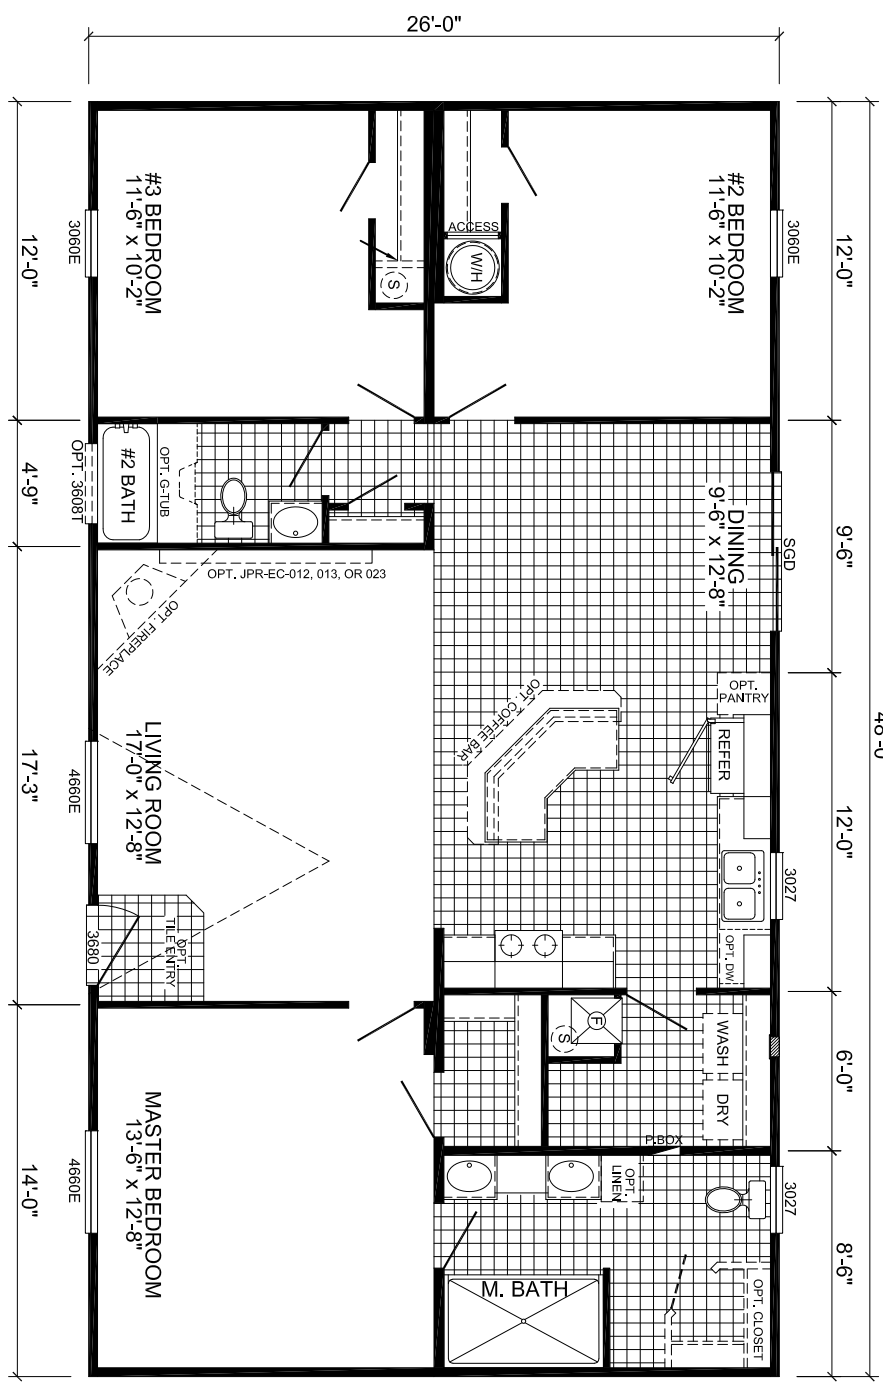 26'-0"
#3 BEDROOM
11'-6" x 10'-2"
#2 BEDROOM
11'-6" x 10'-2"
3060E
3060E
12'-0"
12'-0"
ACCESS
W/H
S
4'-9"
OPT. 3608T
#2 BATH
OPT. G-TUB
OPT. JPR-EC-012, 013, OR 023
OPT. FIREPLACE
DINING
9'-6" x 12'-8"
SGD
9'-6"
OPT.
PANTRY
REFER
OPT. COFFEE BAR
48'-0"
LIVING ROOM
17'-0" x 12'-8"
17'-3"
4660E
12'-0"
3027
OPT. DW
OPT.
TILE ENTRY
3680
F
S
WASH
DRY
6'-0"
P.BOX
MASTER BEDROOM
13'-6" x 12'-8"
14'-0"
4660E
OPT.
LINEN
3027
8'-6"
M. BATH
OPT. CLOSET